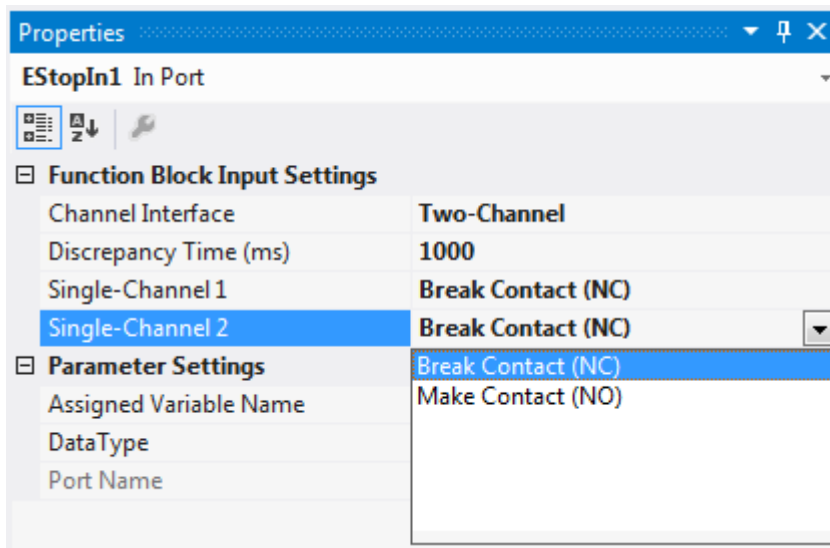 Properties
EStopIn1 In Port
Function Block Input Settings
Channel Interface Two-Channel
Discrepancy Time (ms) 1000
Single-Channel 1 Break Contact (NC)
Single-Channel 2 Break Contact (NC)
Parameter Settings Break Contact (NC)
Assigned Variable Name Make Contact (NO)
DataType
Port Name